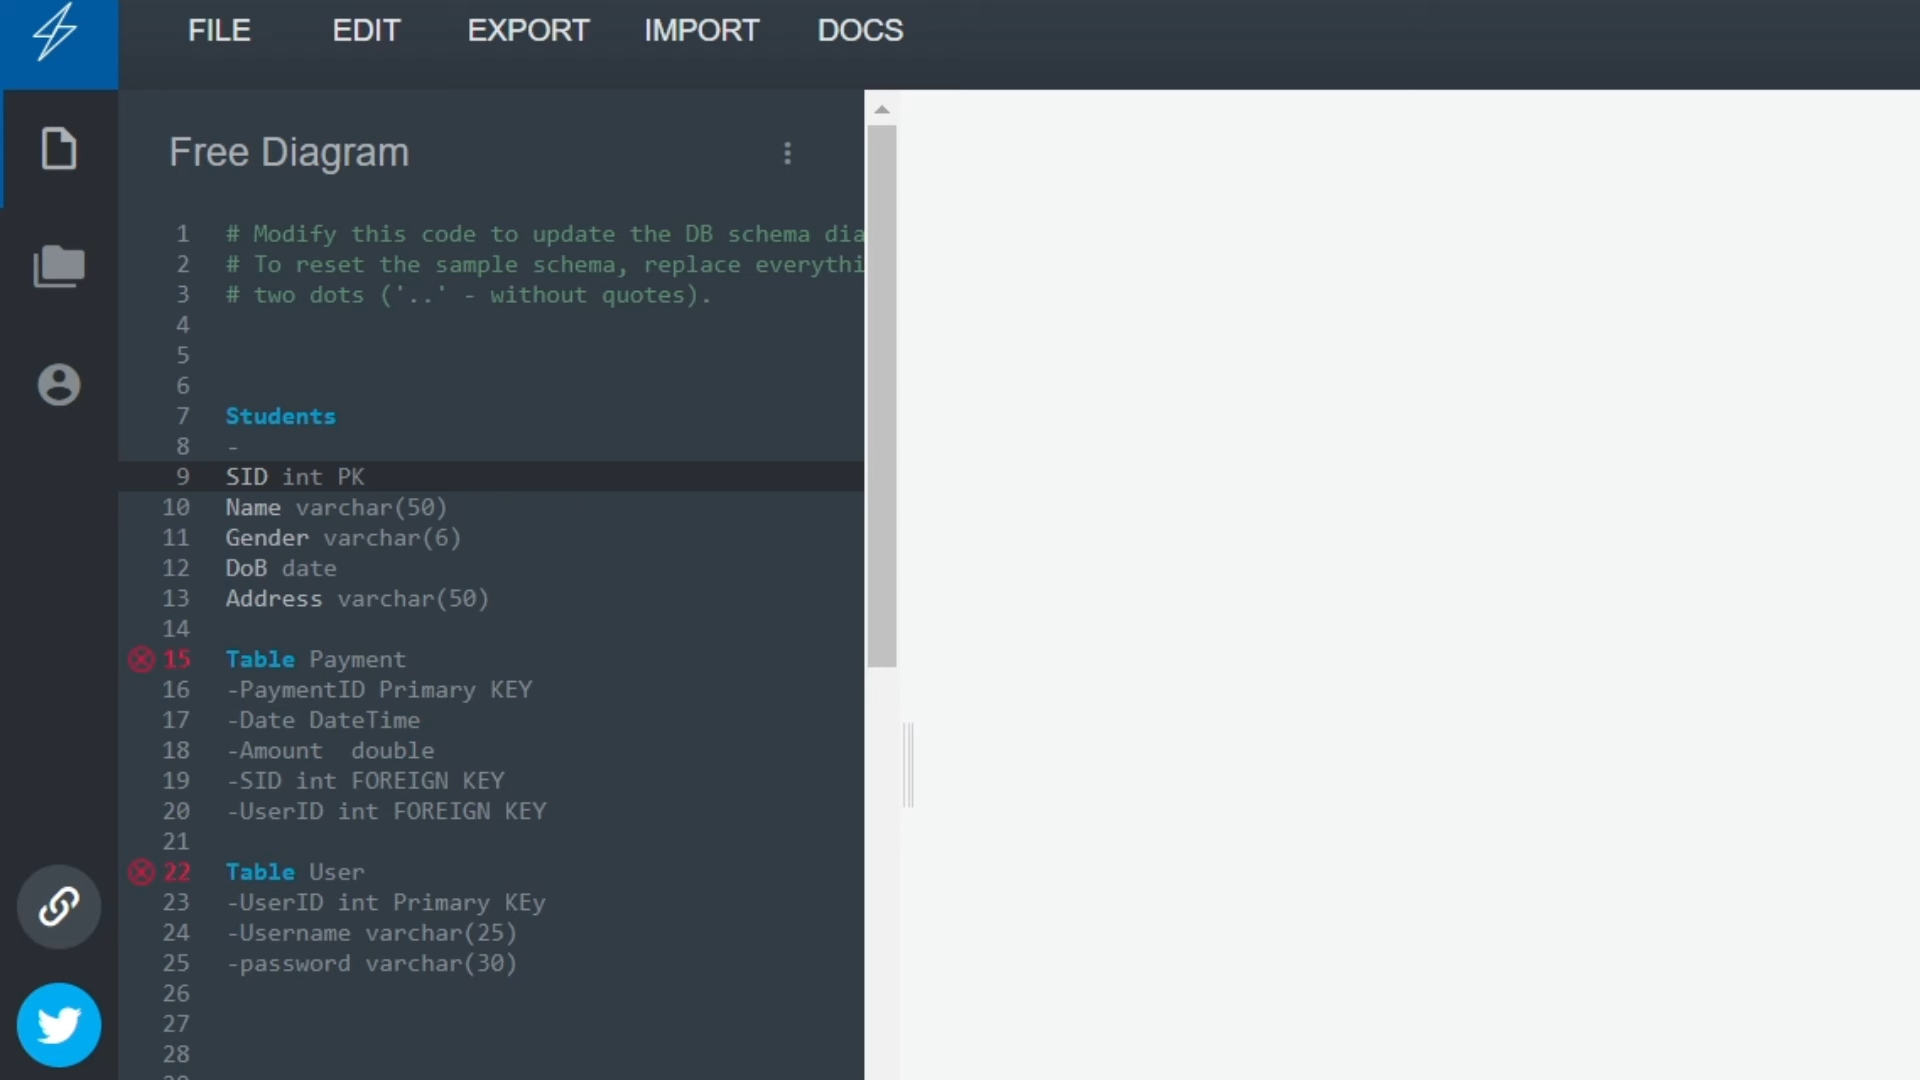 FILE EDIT EXPORT IMPORT DOCS
Free Diagram
1 # Modify this code to update the DB schema dia
2 # To reset the sample schema, replace everythi
3 # two dots ('..' - without quotes).
4
5
6
7 Students
8 -
9 SID int PK
10 Name varchar(50)
11 Gender varchar(6)
12 DoB date
13 Address varchar(50)
14
15 Table Payment
16 -PaymentID Primary KEY
17 -Date DateTime
18 -Amount  double
19 -SID int FOREIGN KEY
20 -UserID int FOREIGN KEY
21
22 Table User
23 -UserID int Primary KEy
24 -Username varchar(25)
25 -password varchar(30)
26
27
28